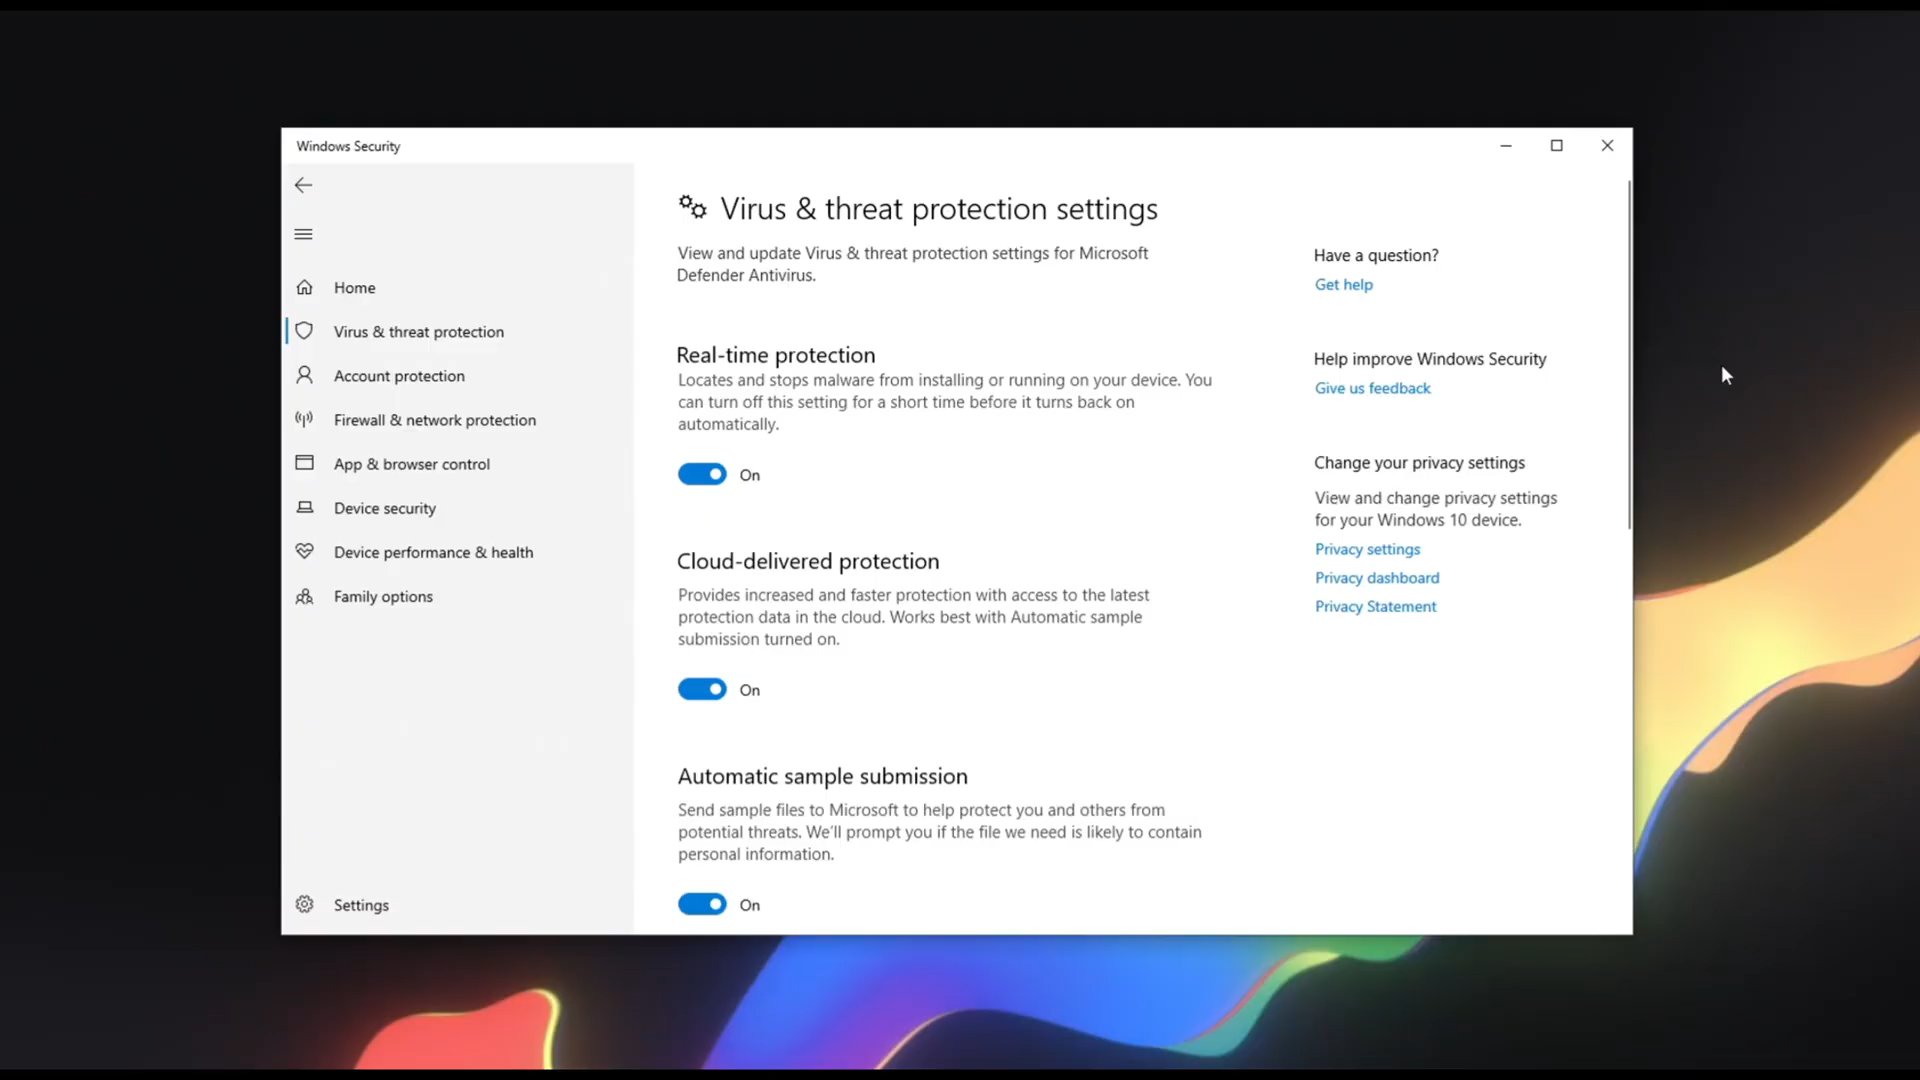 Windows Security
Home
Virus & threat protection
Account protection
Firewall & network protection
App & browser control
Device security
Device performance & health
Family options
Settings
Virus & threat protection settings
View and update Virus & threat protection settings for Microsoft
Defender Antivirus.
Real-time protection
Locates and stops malware from installing or running on your device. You
can turn off this setting for a short time before it turns back on
automatically.
On
Cloud-delivered protection
Provides increased and faster protection with access to the latest
protection data in the cloud. Works best with Automatic sample
submission turned on.
On
Automatic sample submission
Send sample files to Microsoft to help protect you and others from
potential threats. We'll prompt you if the file we need is likely to contain
personal information.
On
Have a question?
Get help
Help improve Windows Security
Give us feedback
Change your privacy settings
View and change privacy settings
for your Windows 10 device.
Privacy settings
Privacy dashboard
Privacy Statement